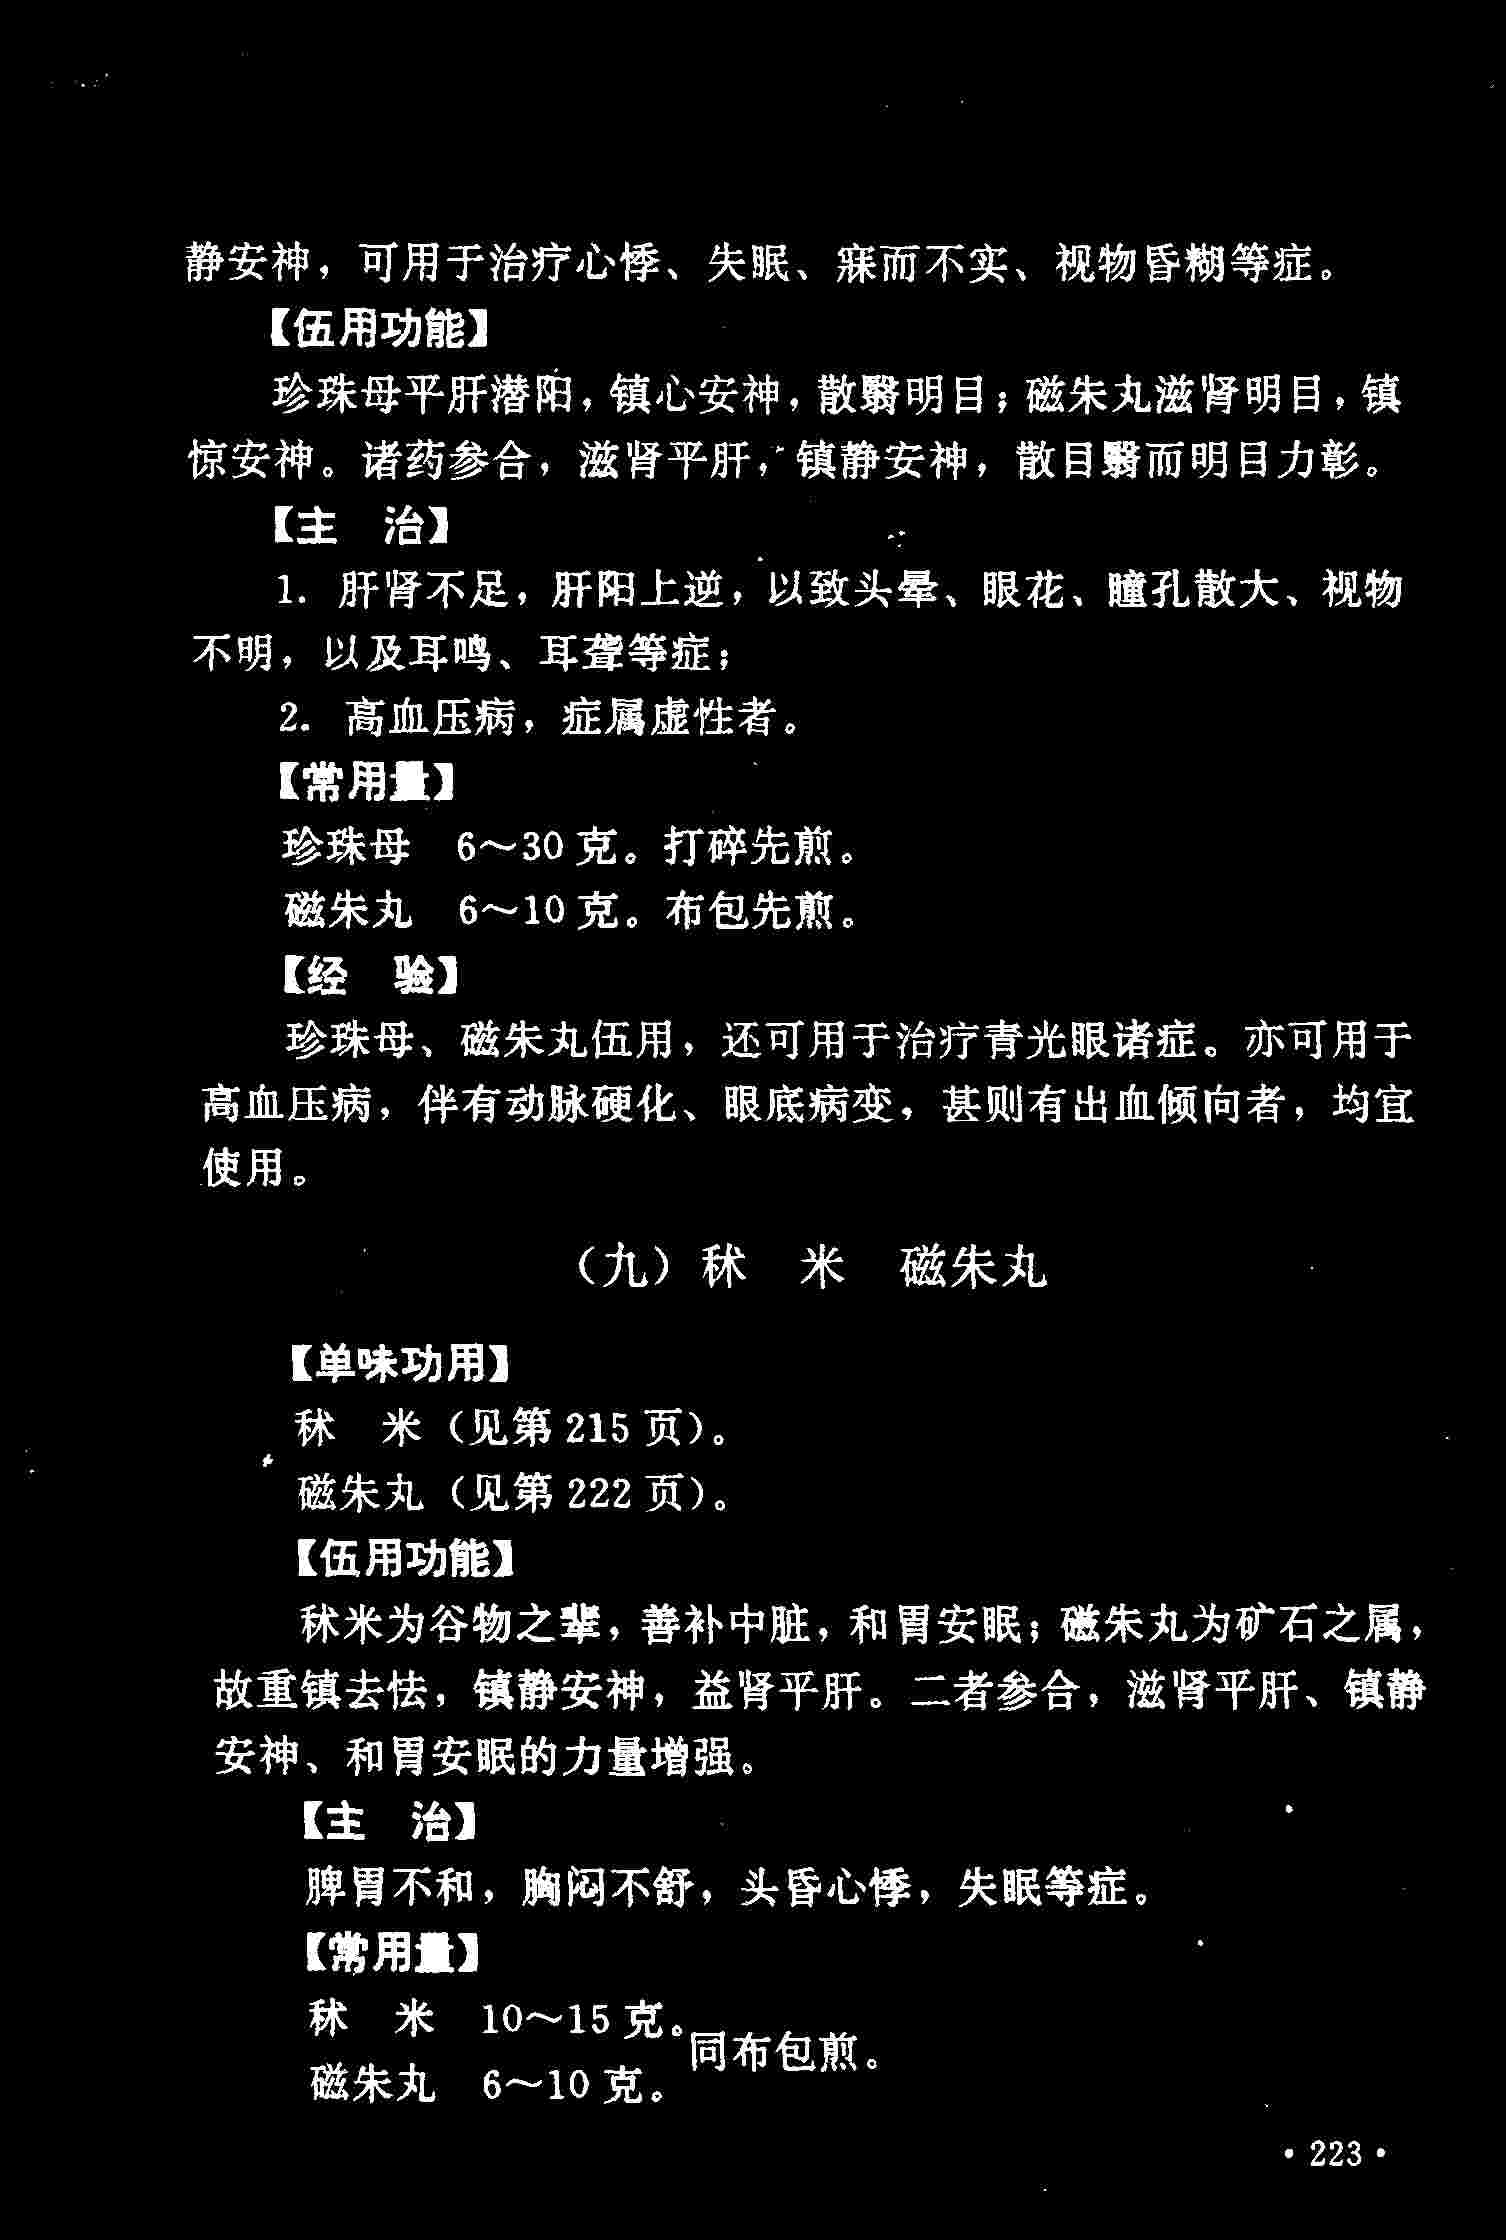 静安神，可用于治疗心悸、失眠、寐而不实、视物昏糊等症。
【伍用功能】
珍珠母平肝潜阳，镇心安神，散翳明目；磁朱丸滋肾明目，镇
惊安神。诸药参合，滋肾平肝，镇静安神，散目翳而明目力彰。
【主　治】
1. 肝肾不足，肝阳上逆，以致头晕、眼花、瞳孔散大、视物
不明，以及耳鸣、耳聋等症；
2. 高血压病，症属虚性者。
【常用量】
珍珠母　6～30 克。打碎先煎。
磁朱丸　6～10 克。布包先煎。
【经　验】
珍珠母、磁朱丸伍用，还可用于治疗青光眼诸症。亦可用于
高血压病，伴有动脉硬化、眼底病变，甚则有出血倾向者，均宜
使用。
（九）秫　米　磁朱丸
【单味功用】
秫　米（见第 215 页）。
磁朱丸（见第 222 页）。
【伍用功能】
秫米为谷物之辈，善补中脏，和胃安眠；磁朱丸为矿石之属，
故重镇去怯，镇静安神，益肾平肝。二者参合，滋肾平肝、镇静
安神、和胃安眠的力量增强。
【主　治】
脾胃不和，胸闷不舒，头昏心悸，失眠等症。
【常用量】
秫　米　10～15 克。
磁朱丸　6～10 克。
同布包煎。
· 223 ·